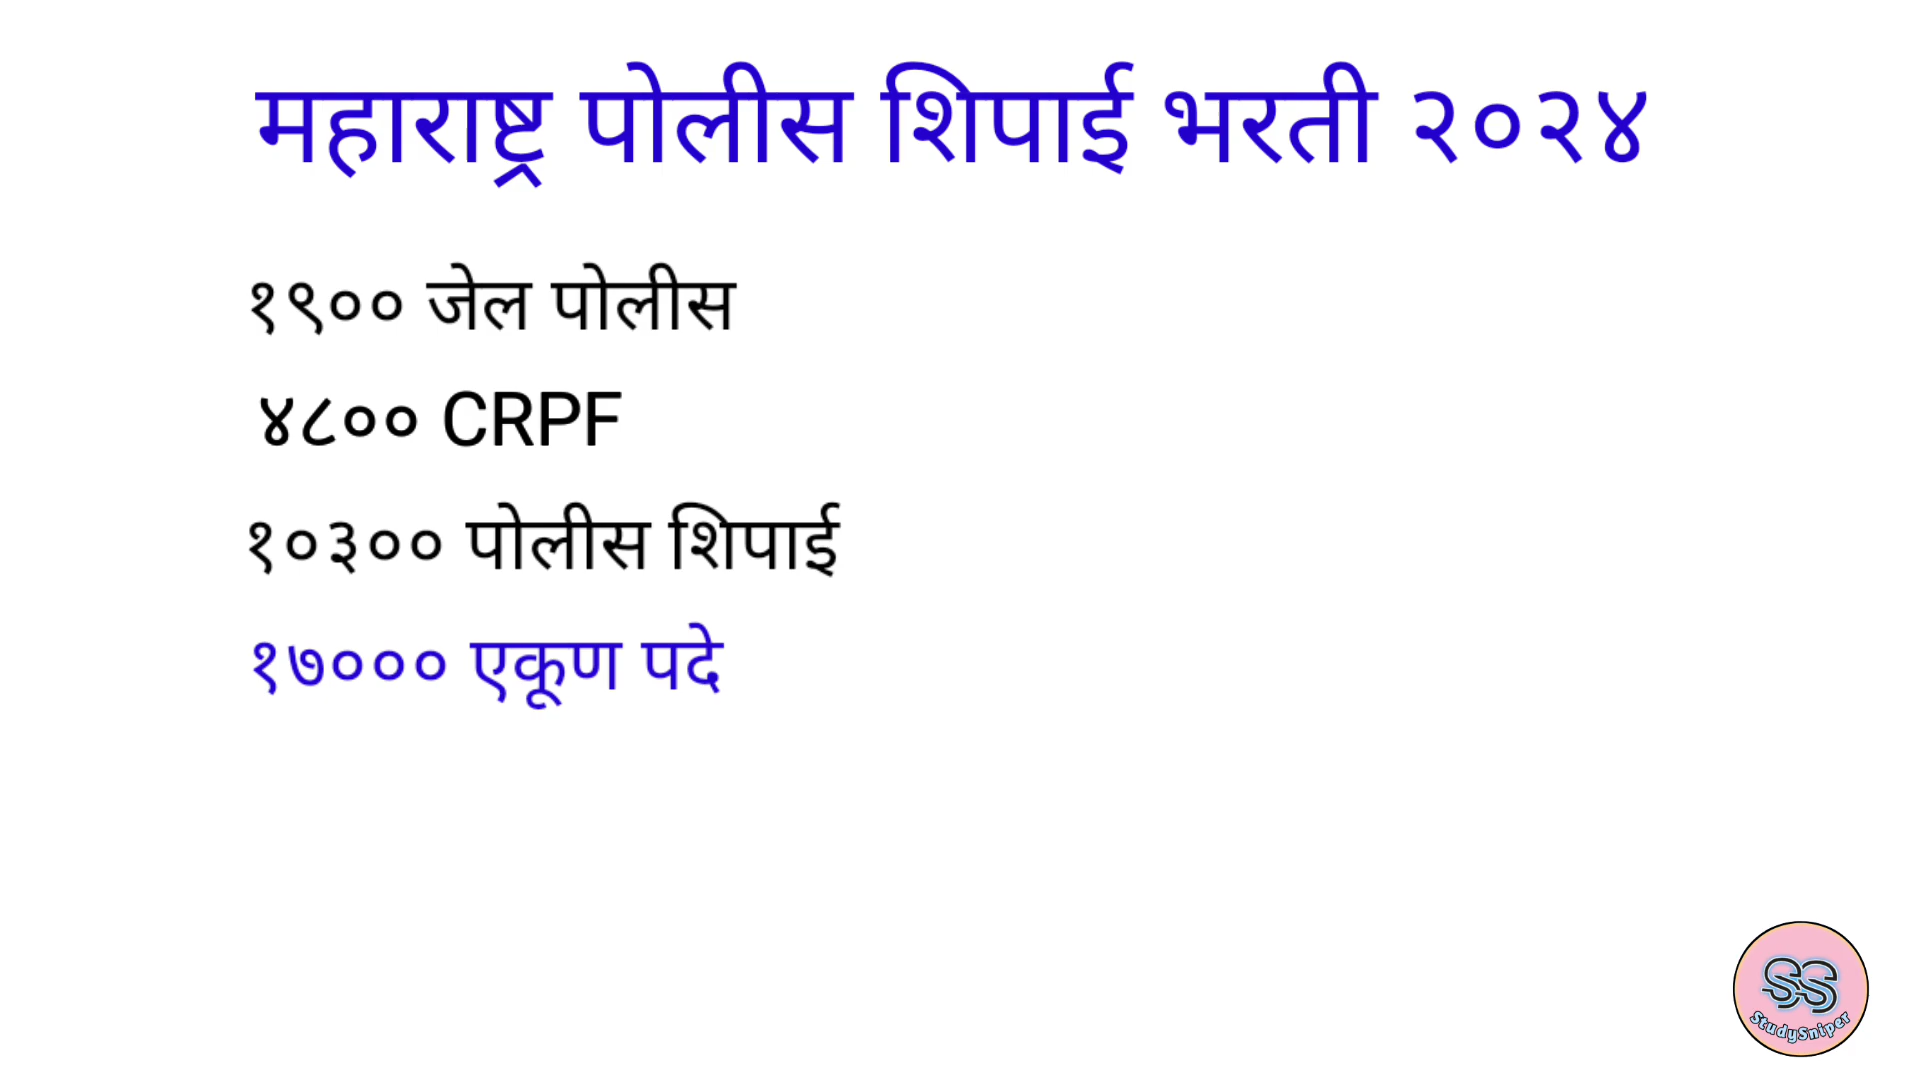 महाराष्ट्र पोलीस शिपाई भरती २०२४
१९०० जेल पोलीस
४८०० CRPF
१०३०० पोलीस शिपाई
१७००० एकूण पदे
SS
StudySniper